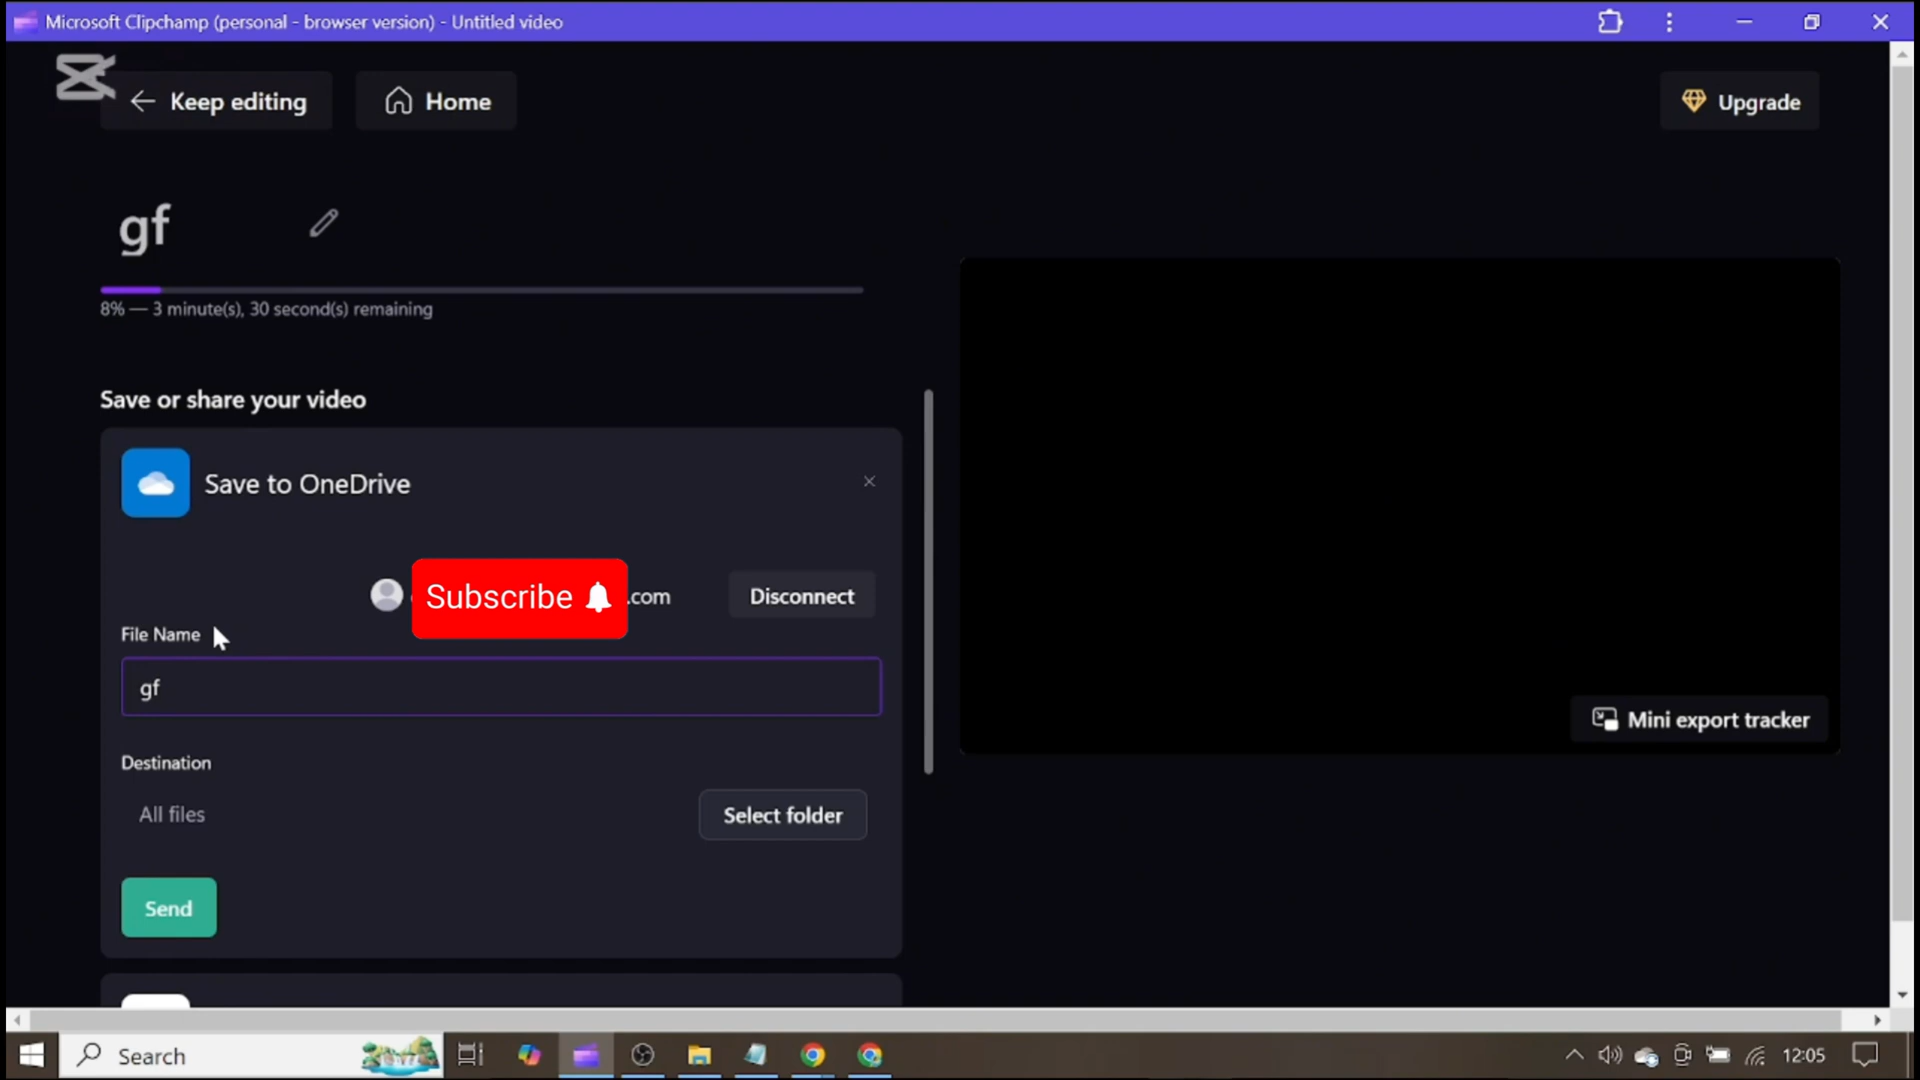 Microsoft Clipchamp (personal - browser version) - Untitled video
Keep editing
Home
Upgrade
gf
8% — 3 minute(s), 30 second(s) remaining
Save or share your video
Save to OneDrive
Subscribe
.com
Disconnect
File Name
gf
Mini export tracker
Destination
All files
Select folder
Send
Search
12:05